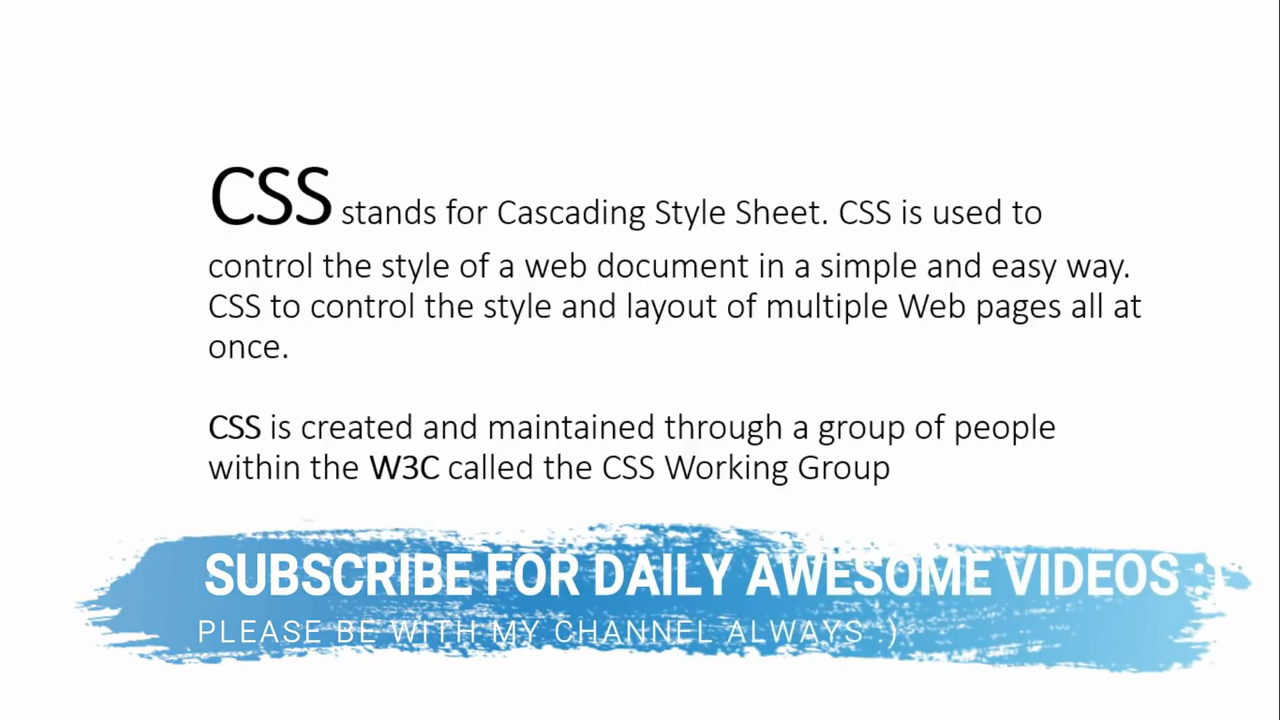 CSS stands for Cascading Style Sheet. CSS is used to
control the style of a web document in a simple and easy way.
CSS to control the style and layout of multiple Web pages all at
once.
CSS is created and maintained through a group of people
within the W3C called the CSS Working Group
SUBSCRIBE FOR DAILY AWESOME VIDEOS :)
PLEASE BE WITH MY CHANNEL ALWAYS :)